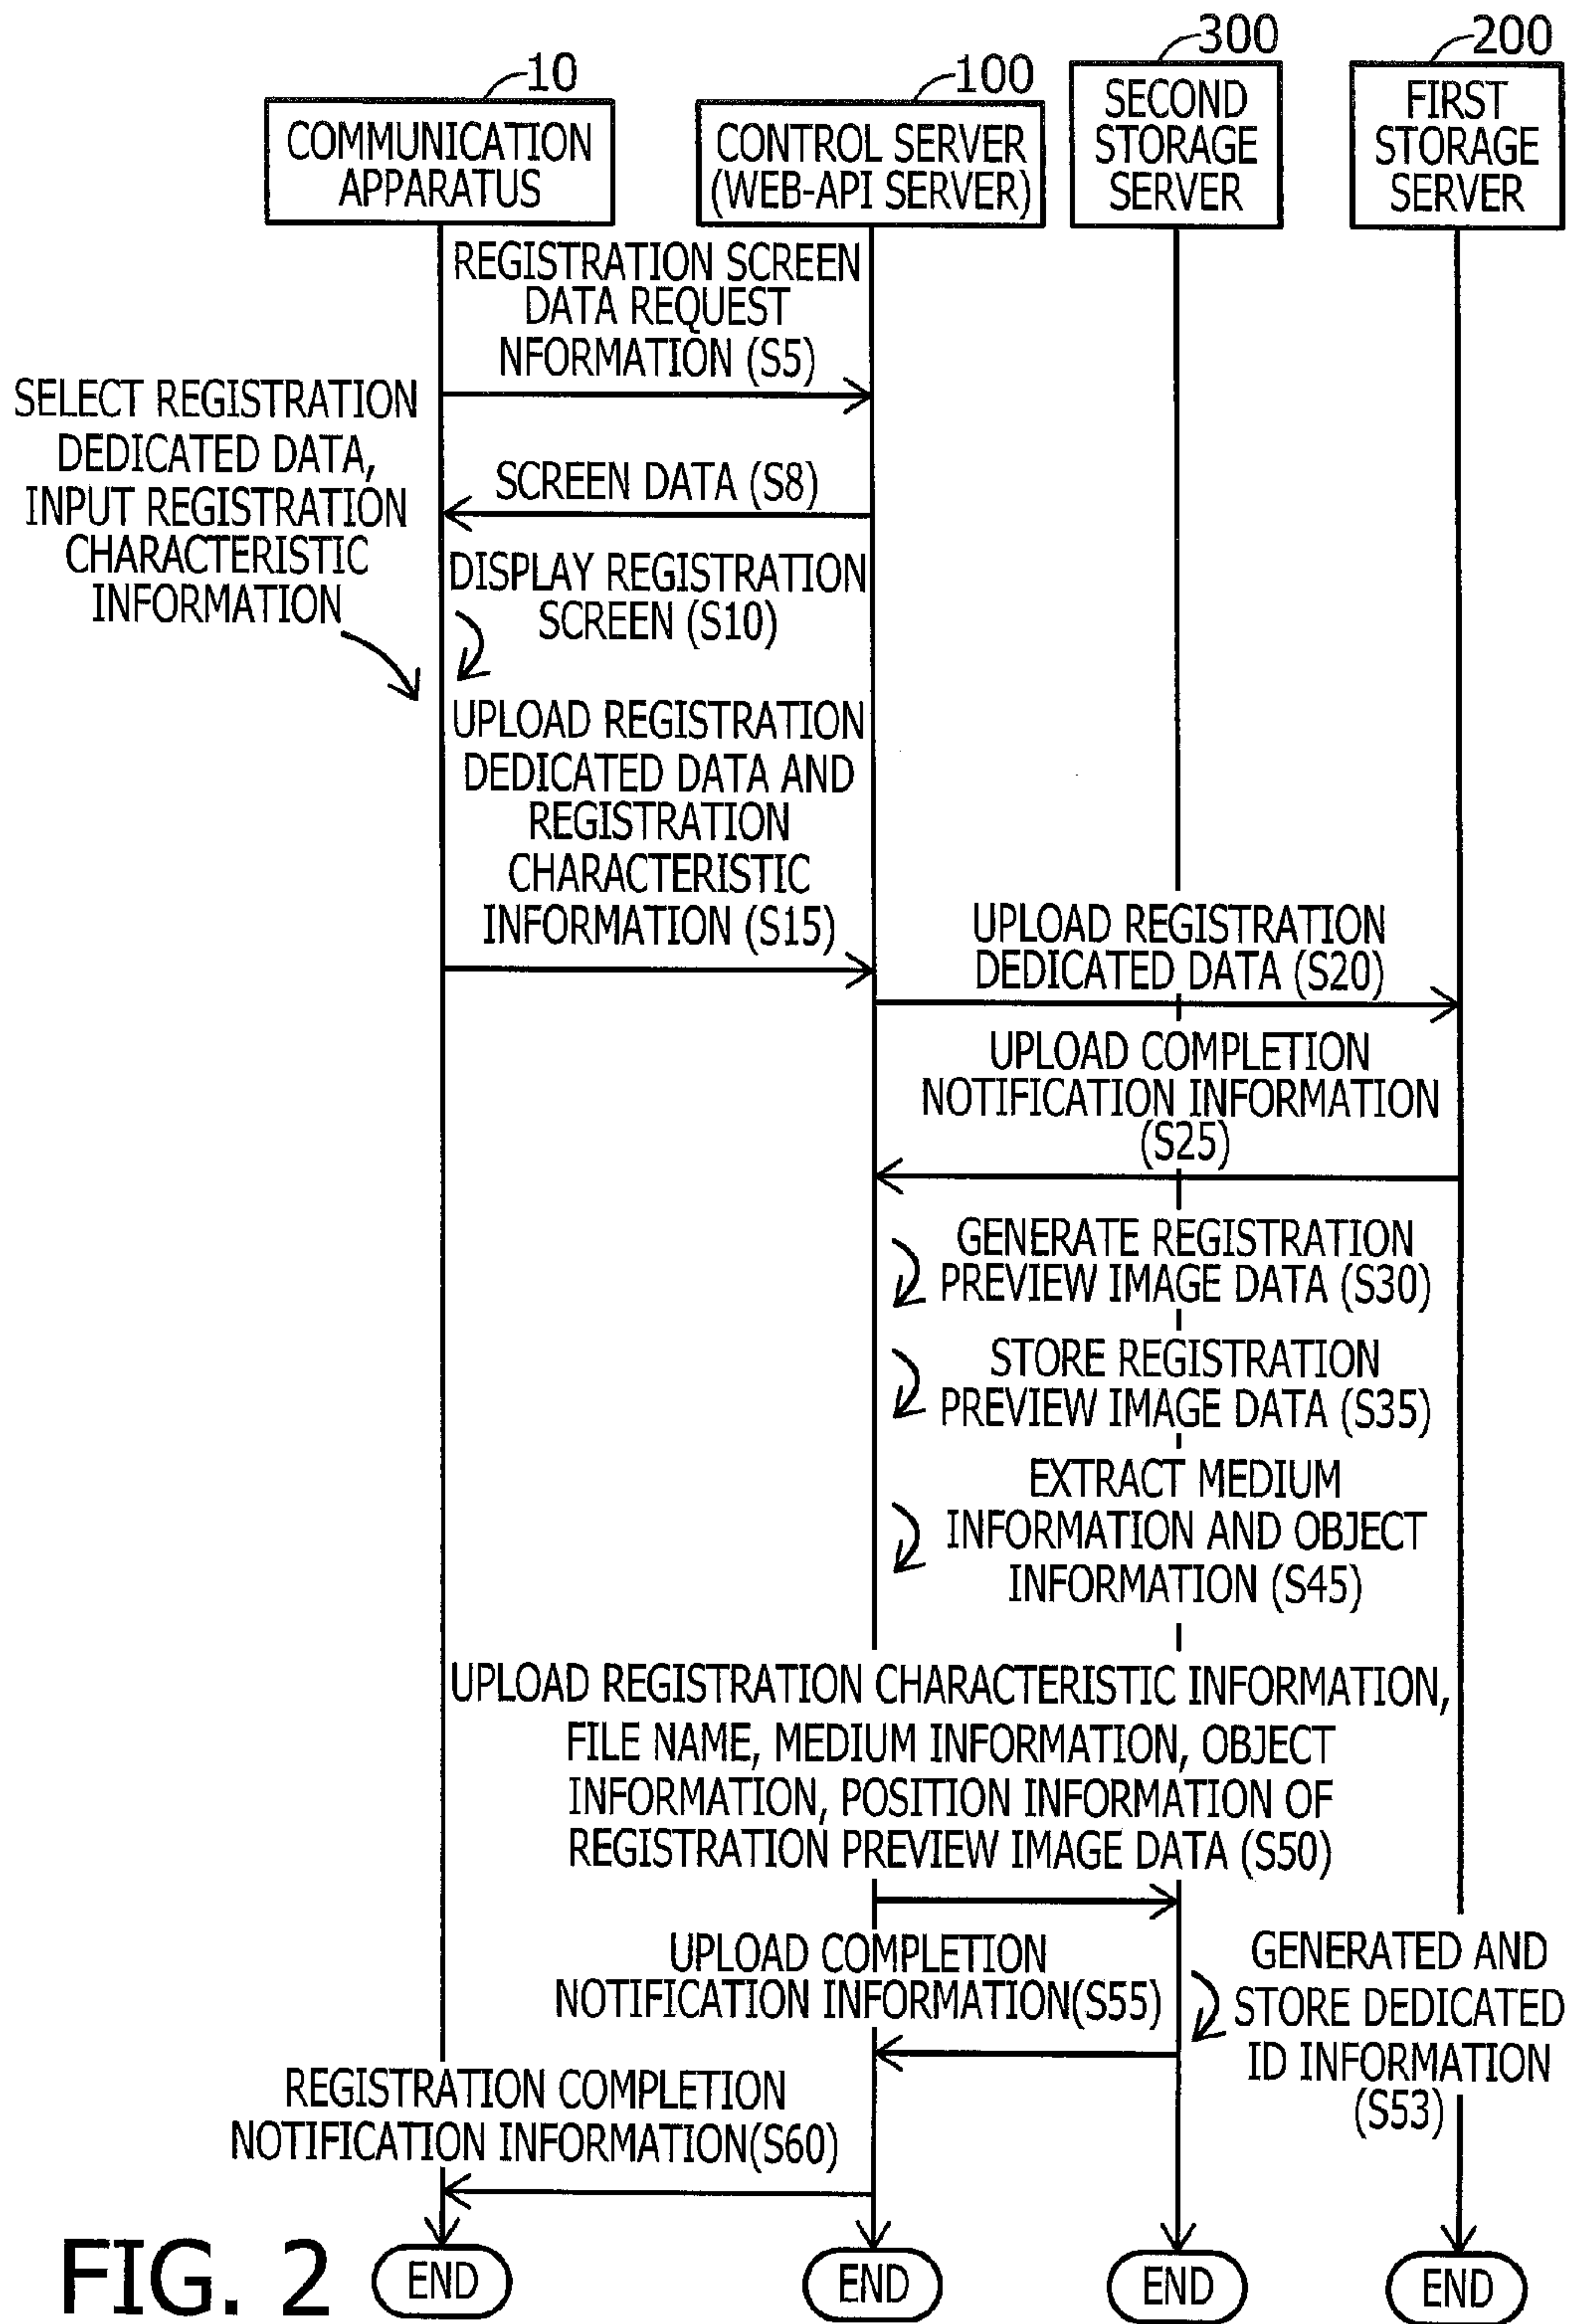 10
100
300
200
COMMUNICATION
APPARATUS
CONTROL SERVER
(WEB-API SERVER)
SECOND
STORAGE
SERVER
FIRST
STORAGE
SERVER
REGISTRATION SCREEN
DATA REQUEST
NFORMATION (S5)
SELECT REGISTRATION
DEDICATED DATA,
INPUT REGISTRATION
CHARACTERISTIC
INFORMATION
SCREEN DATA (S8)
DISPLAY REGISTRATION
SCREEN (S10)
UPLOAD REGISTRATION
DEDICATED DATA AND
REGISTRATION
CHARACTERISTIC
INFORMATION (S15)
UPLOAD REGISTRATION
DEDICATED DATA (S20)
UPLOAD COMPLETION
NOTIFICATION INFORMATION
(S25)
GENERATE REGISTRATION
PREVIEW IMAGE DATA (S30)
STORE REGISTRATION
PREVIEW IMAGE DATA (S35)
EXTRACT MEDIUM
INFORMATION AND OBJECT
INFORMATION (S45)
UPLOAD REGISTRATION CHARACTERISTIC INFORMATION,
FILE NAME, MEDIUM INFORMATION, OBJECT
INFORMATION, POSITION INFORMATION OF
REGISTRATION PREVIEW IMAGE DATA (S50)
GENERATED AND
STORE DEDICATED
ID INFORMATION
(S53)
UPLOAD COMPLETION
NOTIFICATION INFORMATION(S55)
REGISTRATION COMPLETION
NOTIFICATION INFORMATION(S60)
END
END
END
END
FIG. 2